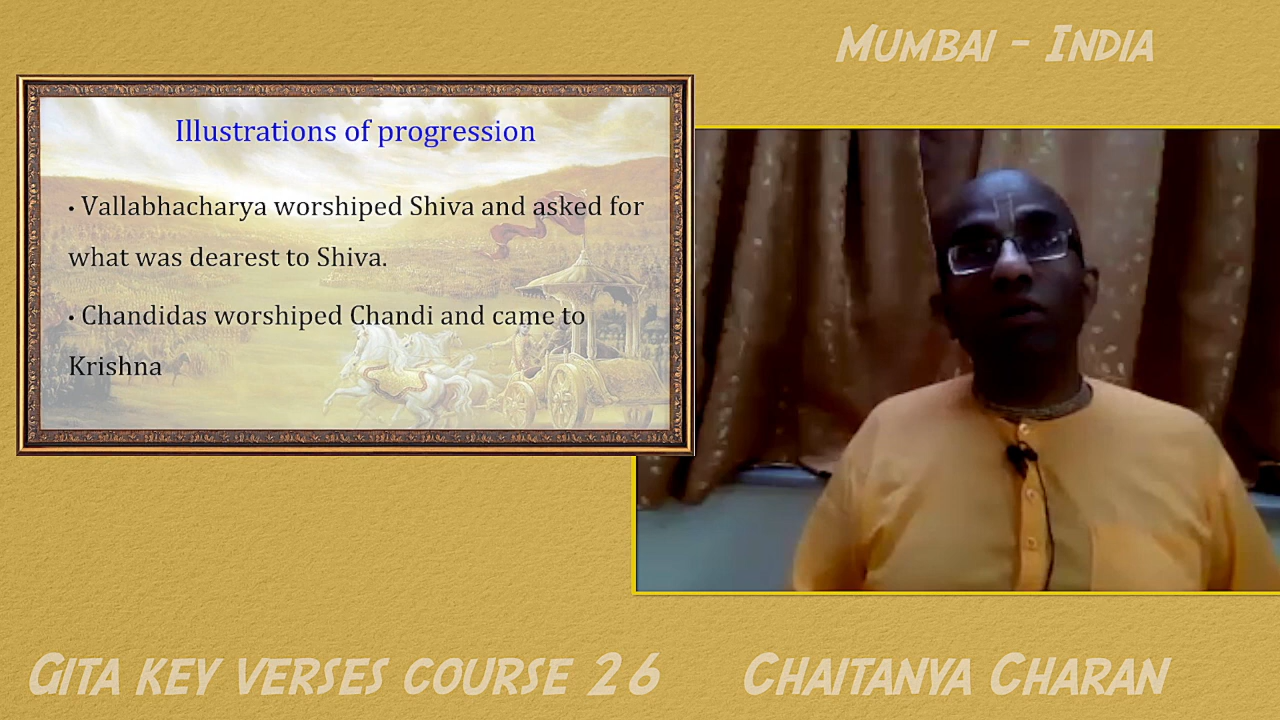 Mumbai - India
Illustrations of progression
• Vallabhacharya worshiped Shiva and asked for
what was dearest to Shiva.
• Chandidas worshiped Chandi and came to
Krishna
Gita key verses course 26
Chaitanya Charan